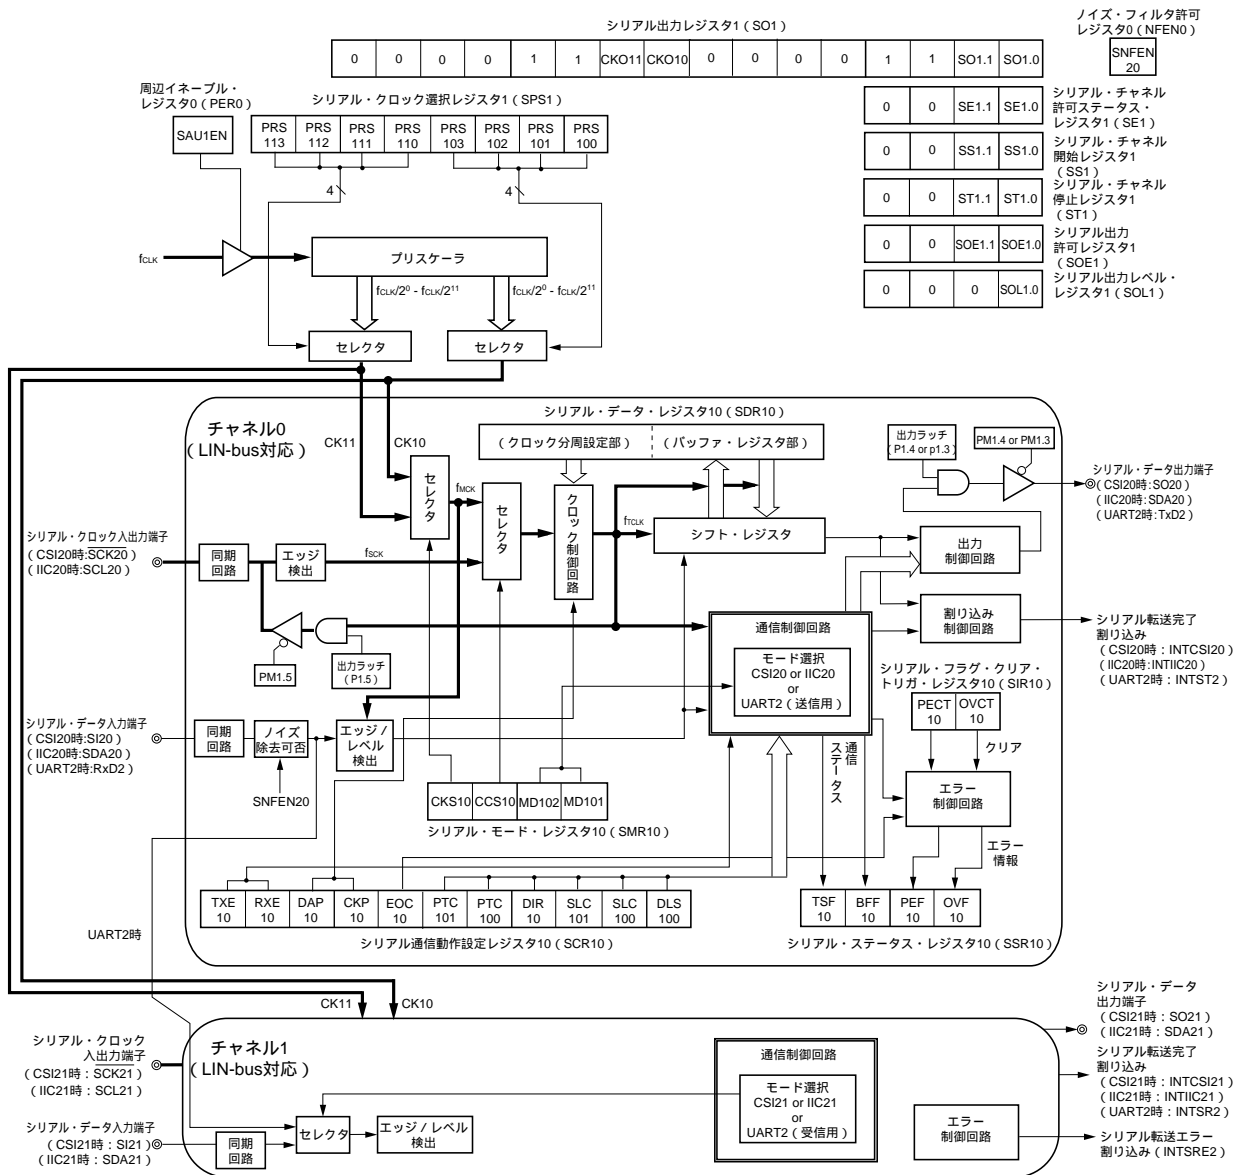 シリアル出力レジスタ1（SO1）
0 0 0 0 1 1 CKO11 CKO10 0 0 0 0 1 1 SO1.1 SO1.0
ノイズ・フィルタ許可
レジスタ0（NFEN0）
SNFEN
20
周辺イネーブル・
レジスタ0（PER0）
SAU1EN
シリアル・クロック選択レジスタ1（SPS1）
PRS PRS PRS PRS PRS PRS PRS PRS
113 112 111 110 103 102 101 100
4 4
0 0 SE1.1 SE1.0
シリアル・チャネル
許可ステータス・
レジスタ1（SE1）
0 0 SS1.1 SS1.0
シリアル・チャネル
開始レジスタ1
（SS1）
0 0 ST1.1 ST1.0
シリアル・チャネル
停止レジスタ1
（ST1）
0 0 SOE1.1 SOE1.0
シリアル出力
許可レジスタ1
（SOE1）
0 0 0 SOL1.0
シリアル出力レベル・
レジスタ1（SOL1）
fCLK
プリスケーラ
fCLK/2⁰ - fCLK/2¹¹ fCLK/2⁰ - fCLK/2¹¹
セレクタ セレクタ
チャネル0
（LIN-bus対応）
CK11 CK10
シリアル・データ・レジスタ10（SDR10）
（クロック分周設定部） （バッファ・レジスタ部）
出力ラッチ
（P1.4 or p1.3）
PM1.4 or PM1.3
シリアル・データ出力端子
（CSI20時:SO20）
（IIC20時:SDA20）
（UART2時:TxD2）
セレクタ
fMCK
セレクタ
クロック制御回路
fTCLK
シフト・レジスタ
出力
制御回路
シリアル・クロック入出力端子
（CSI20時:SCK20）
（IIC20時:SCL20）
同期
回路
エッジ
検出
fSCK
PM1.5
出力ラッチ
（P1.5）
通信制御回路
モード選択
CSI20 or IIC20
or
UART2（送信用）
割り込み
制御回路
シリアル転送完了
割り込み
（CSI20時：INTCSI20）
（IIC20時:INTIIC20）
（UART2時：INTST2）
シリアル・フラグ・クリア・
トリガ・レジスタ10（SIR10）
PECT OVCT
10 10
クリア
シリアル・データ入力端子
（CSI20時:SI20）
（IIC20時:SDA20）
（UART2時:RxD2）
同期
回路
ノイズ
除去可否
エッジ /
レベル
検出
SNFEN20
CKS10 CCS10 MD102 MD101
シリアル・モード・レジスタ10（SMR10）
通信
ステータス
エラー
制御回路
エラー
情報
TXE RXE DAP CKP EOC PTC PTC DIR SLC SLC DLS
10 10 10 10 10 101 100 10 101 100 100
シリアル通信動作設定レジスタ10（SCR10）
TSF BFF PEF OVF
10 10 10 10
シリアル・ステータス・レジスタ10（SSR10）
UART2時
CK11 CK10
チャネル1
（LIN-bus対応）
シリアル・クロック
入出力端子
（CSI21時：SCK21）
（IIC21時：SCL21）
シリアル・データ入力端子
（CSI21時：SI21）
（IIC21時：SDA21）
同期
回路
セレクタ
エッジ / レベル
検出
通信制御回路
モード選択
CSI21 or IIC21
or
UART2（受信用）
エラー
制御回路
シリアル・データ
出力端子
（CSI21時：SO21）
（IIC21時：SDA21）
シリアル転送完了
割り込み
（CSI21時：INTCSI21）
（IIC21時：INTIIC21）
（UART2時：INTSR2）
シリアル転送エラー
割り込み（INTSRE2）